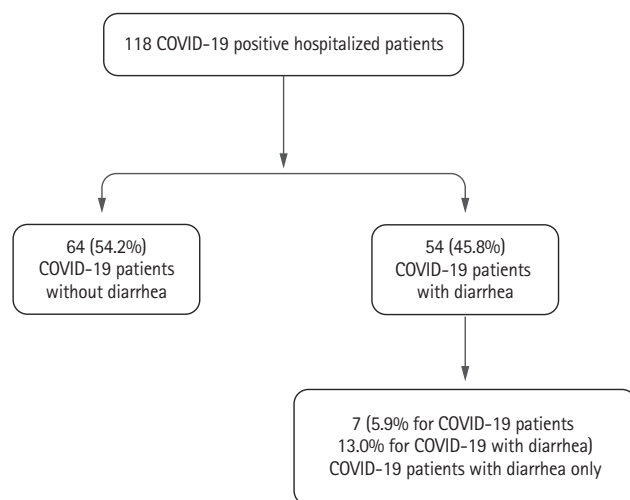 118 COVID-19 positive hospitalized patients
64 (54.2%)
COVID-19 patients
without diarrhea
54 (45.8%)
COVID-19 patients
with diarrhea
7 (5.9% for COVID-19 patients
13.0% for COVID-19 with diarrhea)
COVID-19 patients with diarrhea only